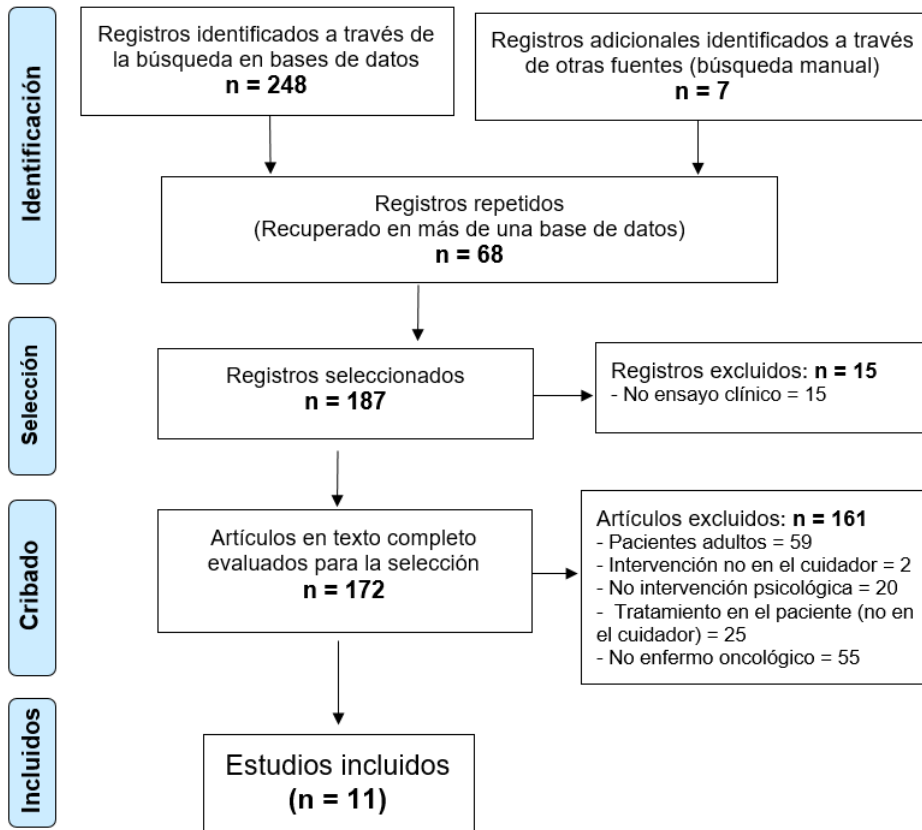 Identificación
Registros identificados a través de
la búsqueda en bases de datos
n = 248
Registros adicionales identificados a través
de otras fuentes (búsqueda manual)
n = 7
Registros repetidos
(Recuperado en más de una base de datos)
n = 68
Selección
Registros seleccionados
n = 187
Registros excluidos: n = 15
- No ensayo clínico = 15
Cribado
Artículos en texto completo
evaluados para la selección
n = 172
Artículos excluidos: n = 161
- Pacientes adultos = 59
- Intervención no en el cuidador = 2
- No intervención psicológica = 20
- Tratamiento en el paciente (no en
el cuidador) = 25
- No enfermo oncológico = 55
Incluidos
Estudios incluidos
(n = 11)